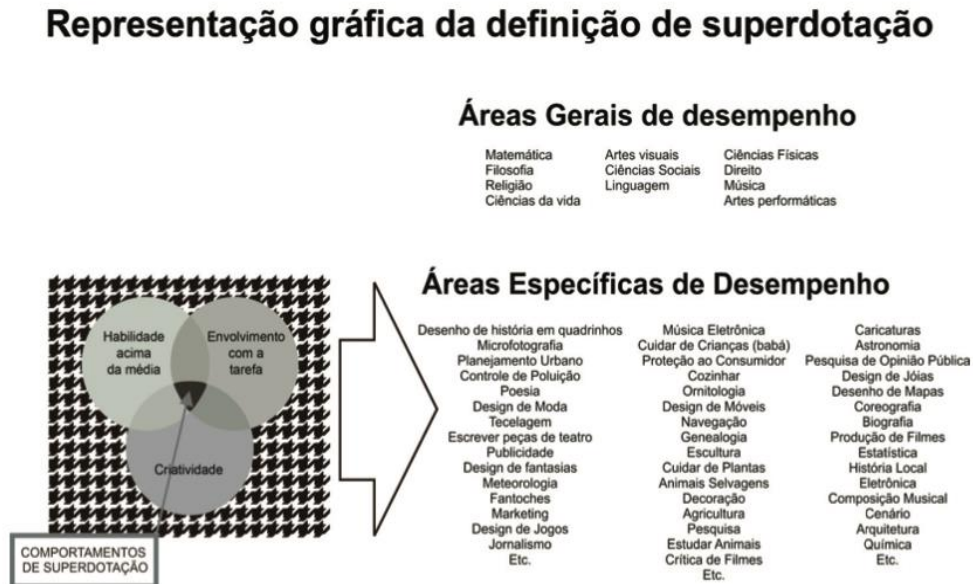 Representação gráfica da definição de superdotação
Áreas Gerais de desempenho
Matemática
Filosofia
Religião
Ciências da vida
Artes visuais
Ciências Sociais
Linguagem
Ciências Físicas
Direito
Música
Artes performáticas
Habilidade
acima
da média
Envolvimento
com a
tarefa
Criatividade
COMPORTAMENTOS
DE SUPERDOTAÇÃO
Áreas Específicas de Desempenho
Desenho de história em quadrinhos
Microfotografia
Planejamento Urbano
Controle de Poluição
Poesia
Design de Moda
Tecelagem
Escrever peças de teatro
Publicidade
Design de fantasias
Meteorologia
Fantoches
Marketing
Design de Jogos
Jornalismo
Etc.
Música Eletrônica
Cuidar de Crianças (babá)
Proteção ao Consumidor
Cozinhar
Ornitologia
Design de Móveis
Navegação
Genealogia
Escultura
Cuidar de Plantas
Animais Selvagens
Decoração
Agricultura
Pesquisa
Estudar Animais
Crítica de Filmes
Etc.
Caricaturas
Astronomia
Pesquisa de Opinião Pública
Design de Jóias
Desenho de Mapas
Coreografia
Biografia
Produção de Filmes
Estatística
História Local
Eletrônica
Composição Musical
Cenário
Arquitetura
Química
Etc.